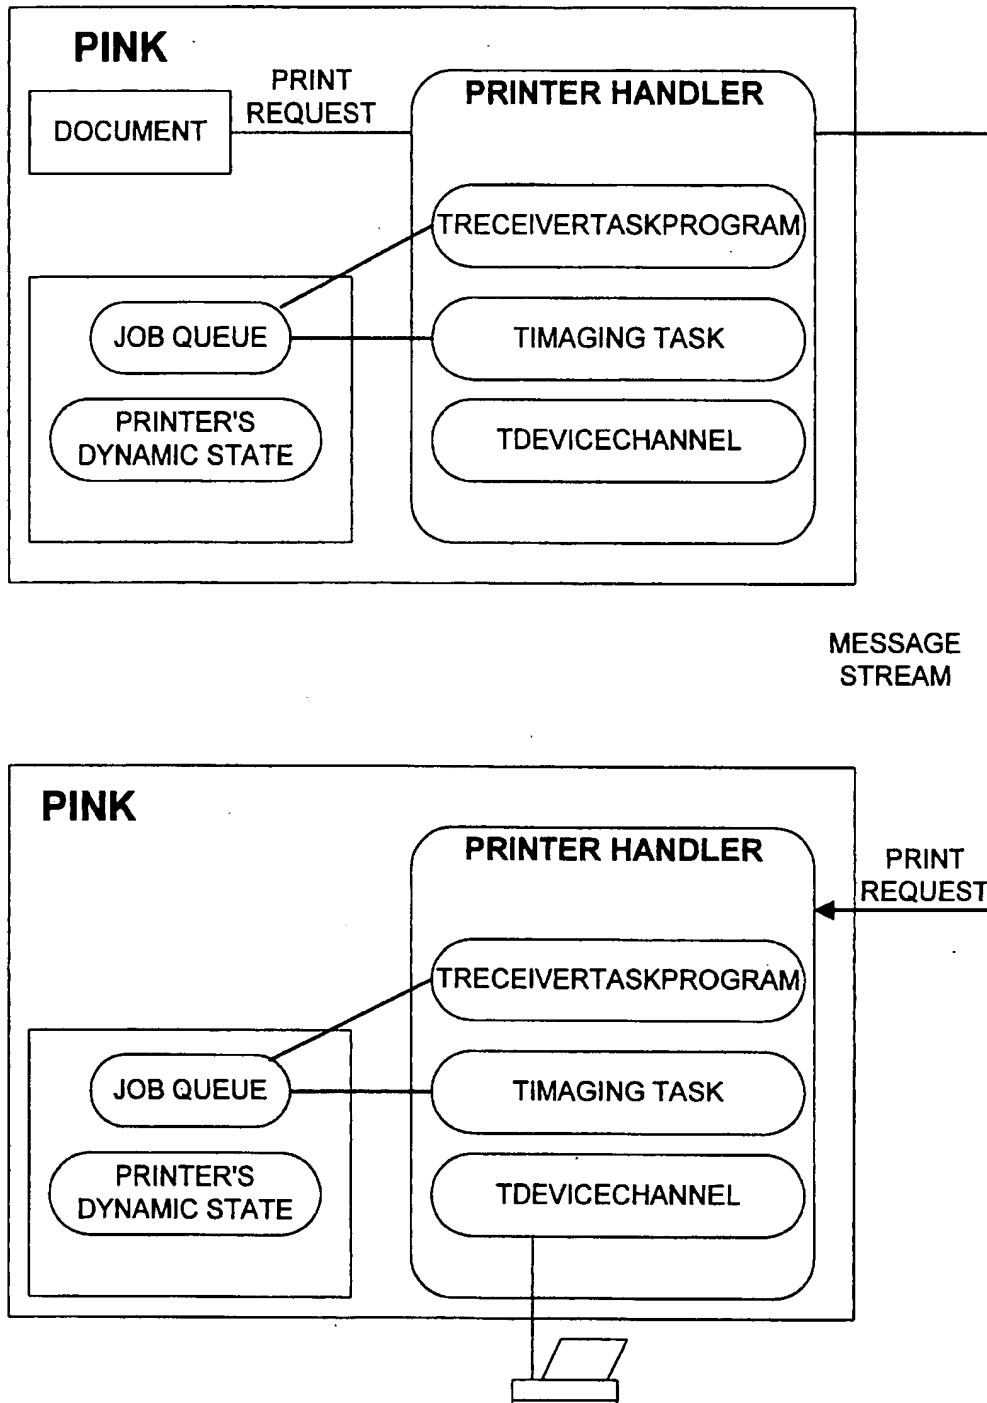 PINK
PRINT
REQUEST
DOCUMENT
PRINTER HANDLER
TRECEIVERTASKPROGRAM
JOB QUEUE
TIMAGING TASK
PRINTER'S
DYNAMIC STATE
TDEVICECHANNEL
MESSAGE
STREAM
PINK
PRINTER HANDLER
PRINT
REQUEST
TRECEIVERTASKPROGRAM
JOB QUEUE
TIMAGING TASK
PRINTER'S
DYNAMIC STATE
TDEVICECHANNEL